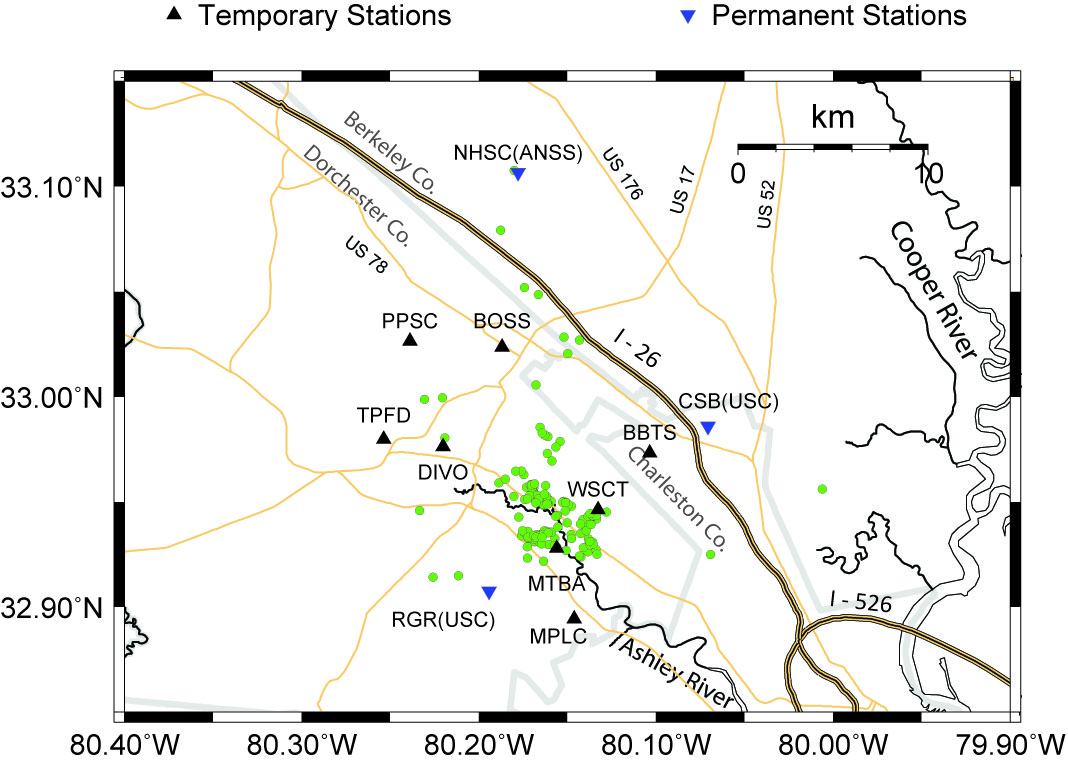 Temporary Stations
Permanent Stations
km
0
10
33.10°N
33.00°N
32.90°N
Berkeley Co.
Dorchester Co.
US 78
NHSC(ANSS)
US 176
US 17
US 52
Cooper River
PPSC
BOSS
I - 26
CSB(USC)
TPFD
BBTS
DIVO
WSCT
Charleston Co.
MTBA
RGR(USC)
MPLC
I - 526
Ashley River
80.40°W
80.30°W
80.20°W
80.10°W
80.00°W
79.90°W